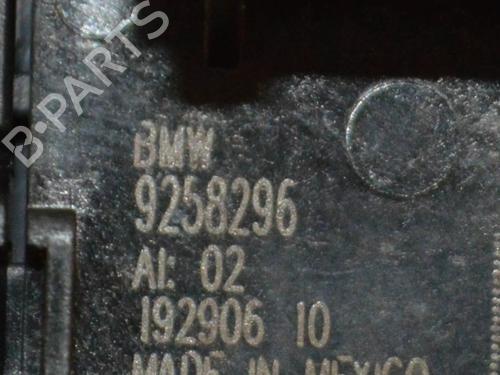 B-PARTS
BMW
9258296
AI: 02
192906 10
MADE IN MEXICO